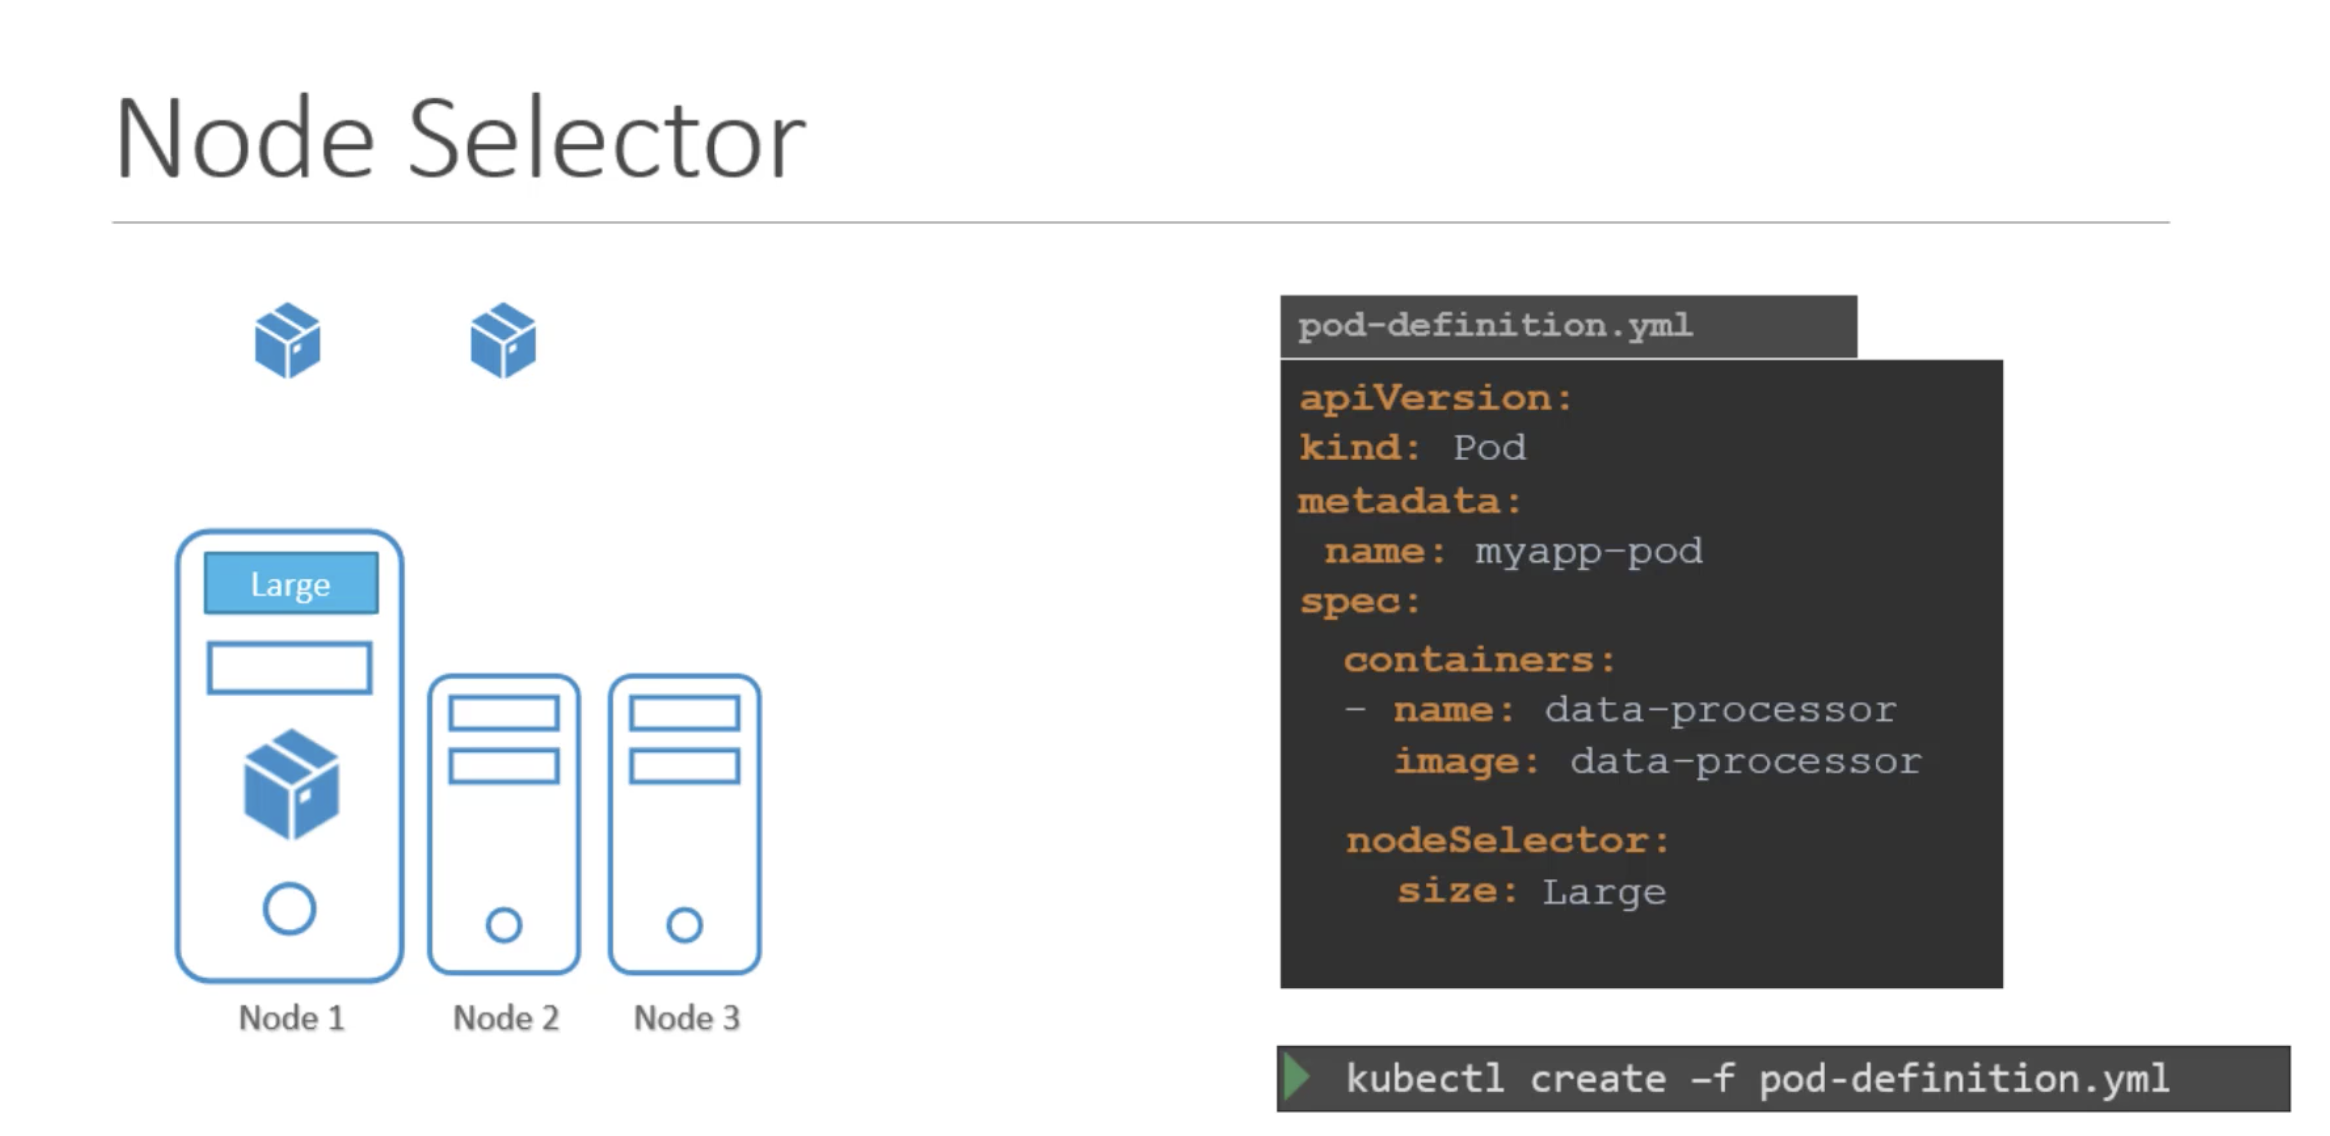 Node Selector
Large
Node 1
Node 2
Node 3
pod-definition.yml
apiVersion:
kind: Pod
metadata:
 name: myapp-pod
spec:
  containers:
  - name: data-processor
    image: data-processor
  nodeSelector:
    size: Large
kubectl create –f pod-definition.yml